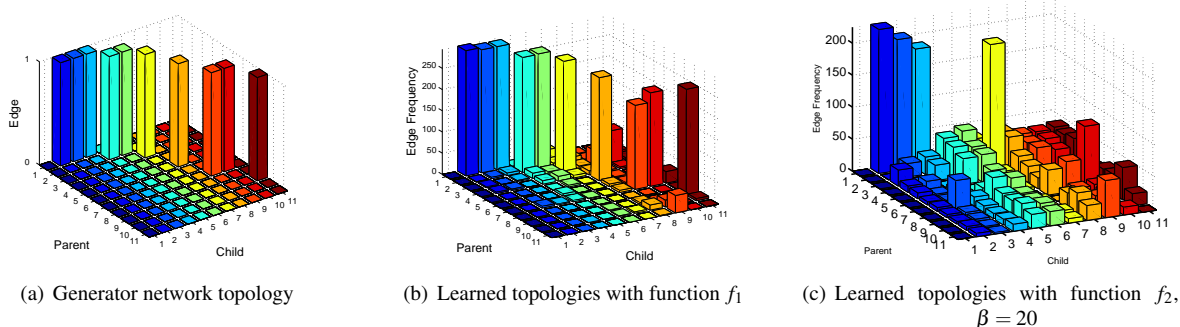 1
0
Edge
1 2 3 4 5 6 7 8 9 10 11
Parent
1 2 3 4 5 6 7 8 9 10 11
Child
(a) Generator network topology
250
200
150
100
50
0
Edge Frequency
1 2 3 4 5 6 7 8 9 10 11
Parent
1 2 3 4 5 6 7 8 9 10 11
Child
(b) Learned topologies with function f1
200
150
100
50
0
Edge Frequency
1 2 3 4 5 6 7 8 9 10 11
Parent
1 2 3 4 5 6 7 8 9 10 11
Child
(c) Learned topologies with function f2,
β = 20